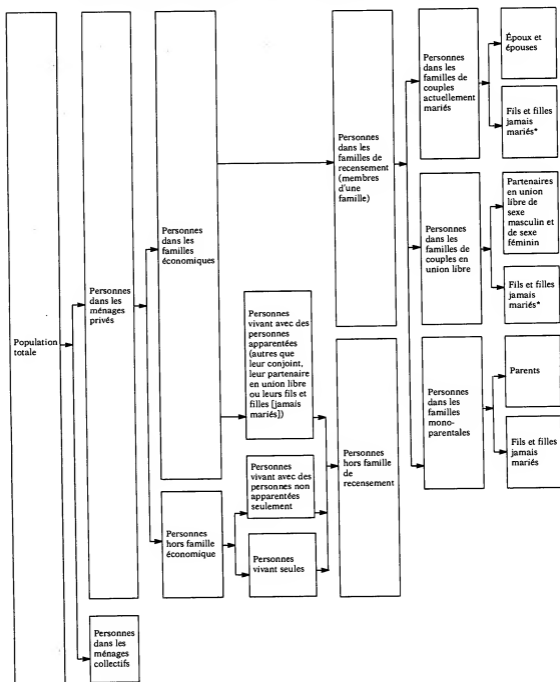 Population
totale
Personnes
dans les
ménages
privés
Personnes
dans les
ménages
collectifs
Personnes
dans les
familles
économiques
Personnes
hors famille
économique
Personnes
vivant avec des
personnes
apparentées
(autres que
leur conjoint,
leur partenaire
en union libre
ou leurs fils et
filles [jamais
mariés])
Personnes
vivant avec des
personnes non
apparentées
seulement
Personnes
vivant seules
Personnes
dans les
familles de
recensement
(membres
d'une
famille)
Personnes
hors famille
de
recensement
Personnes
dans les
familles de
couples
actuellement
mariés
Personnes
dans les
familles de
couples en
union libre
Personnes
dans les
familles
mono-
parentales
Époux et
épouses
Fils et filles
jamais
mariés*
Partenaires
en union
libre de
sexe
masculin et
de sexe
féminin
Fils et filles
jamais
mariés*
Parents
Fils et filles
jamais
mariés